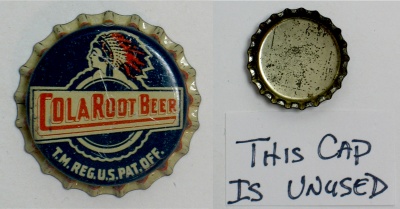 COLA ROOT BEER
T.M. REG. U.S. PAT. OFF.
THIS CAP
IS UNUSED